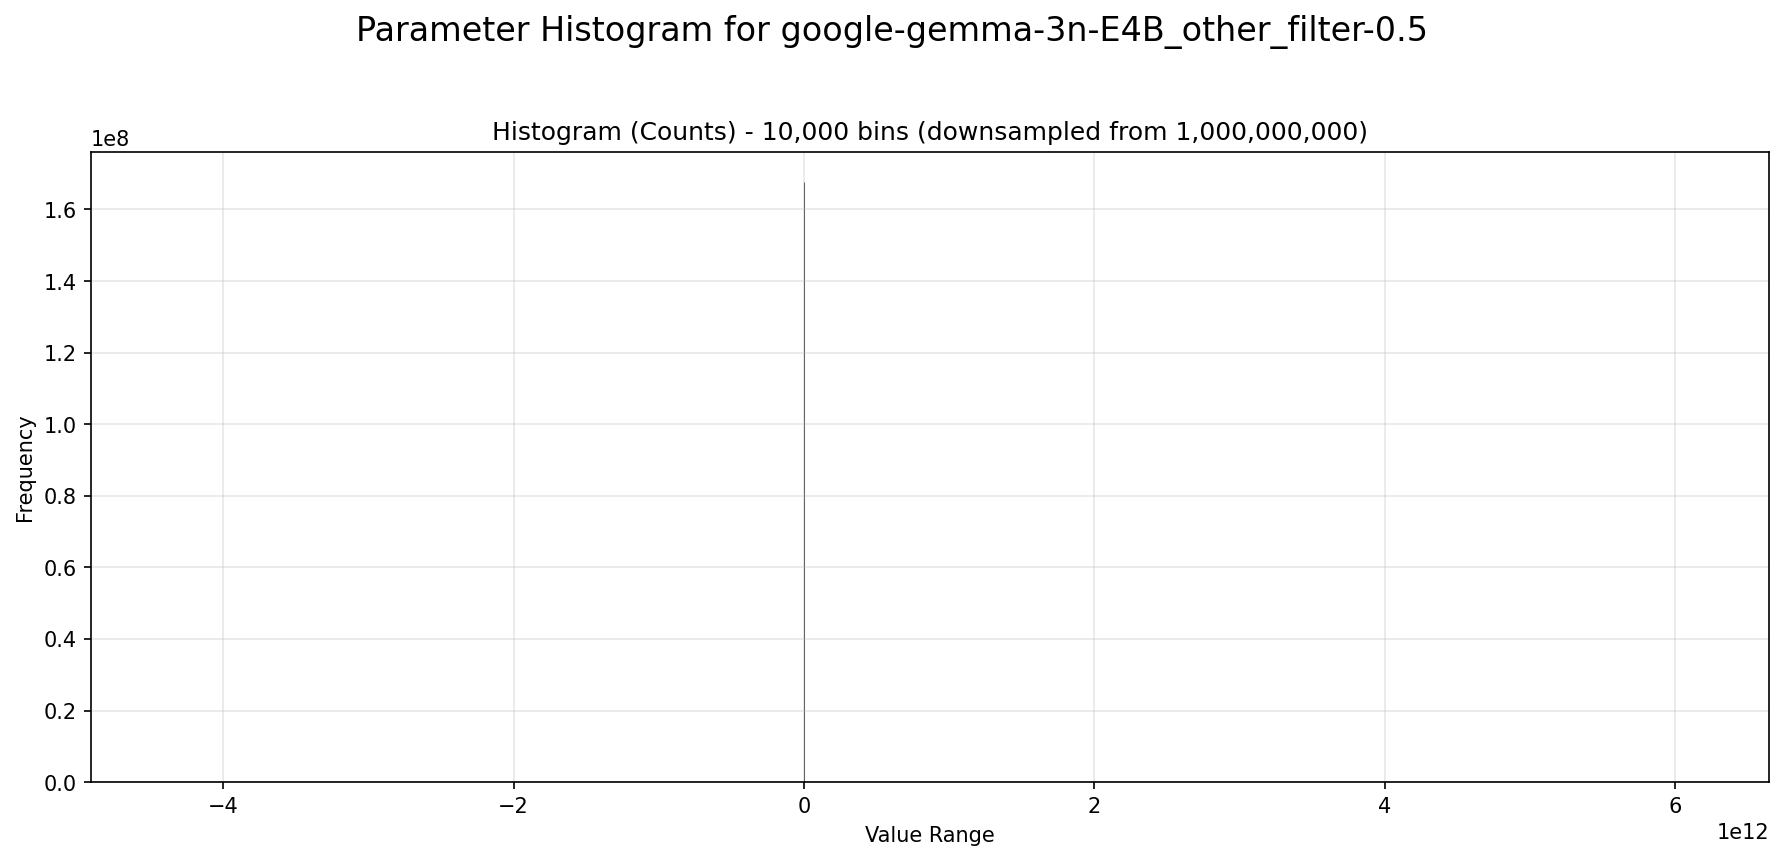 Parameter Histogram for google-gemma-3n-E4B_other_filter-0.5
Histogram (Counts) - 10,000 bins (downsampled from 1,000,000,000)
1e8
1.6
1.4
1.2
1.0
0.8
0.6
0.4
0.2
0.0
Frequency
−4
−2
0
2
4
6
1e12
Value Range